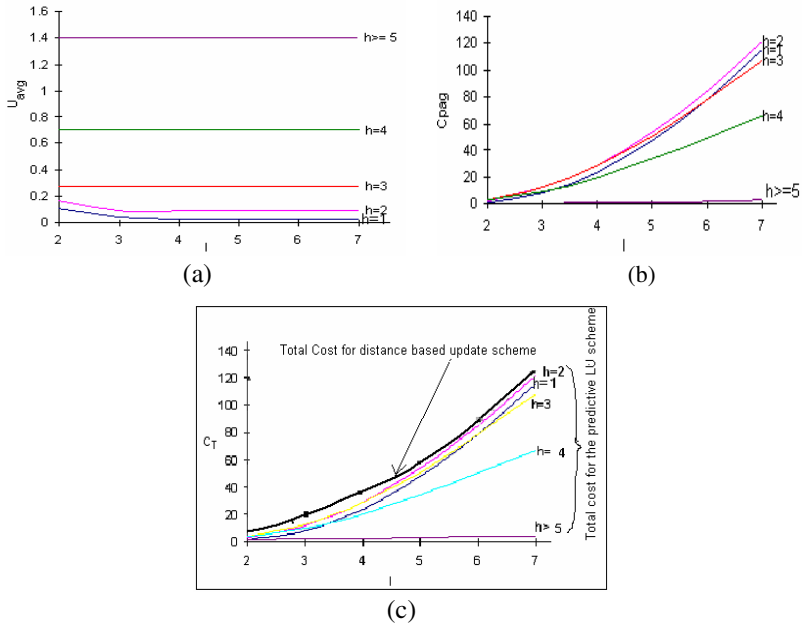 1.6
1.4
1.2
1
0.8
0.6
0.4
0.2
0
U avg
2 3 4 5 6 7
l
h>= 5
h=4
h=3
h=2
h=1
(a)
140
120
100
80
60
40
20
0
Cpag
2 3 4 5 6 7
l
h=2
h=1
h=3
h=4
h>=5
(b)
140
120
100
80
60
40
20
0
CT
2 3 4 5 6 7
l
Total Cost for distance based update scheme
h=2
h=1
h=3
h= 4
h> 5
Total cost for the predictive LU scheme
(c)